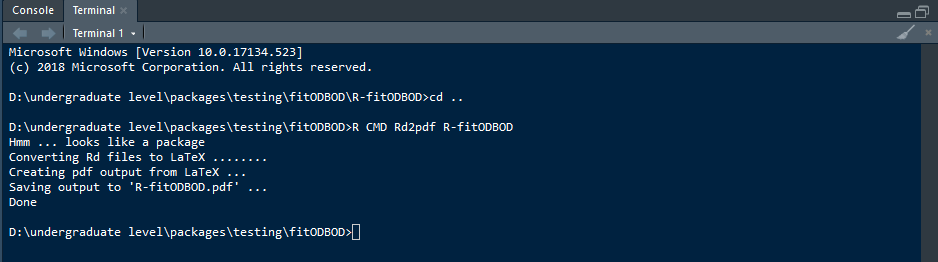 Console Terminal
Terminal 1
Microsoft Windows [Version 10.0.17134.523]
(c) 2018 Microsoft Corporation. All rights reserved.
D:\undergraduate level\packages\testing\fitODBOD\R-fitODBOD>cd ..
D:\undergraduate level\packages\testing\fitODBOD>R CMD Rd2pdf R-fitODBOD
Hmm ... looks like a package
Converting Rd files to LaTeX ........
Creating pdf output from LaTeX ...
Saving output to 'R-fitODBOD.pdf' ...
Done
D:\undergraduate level\packages\testing\fitODBOD>